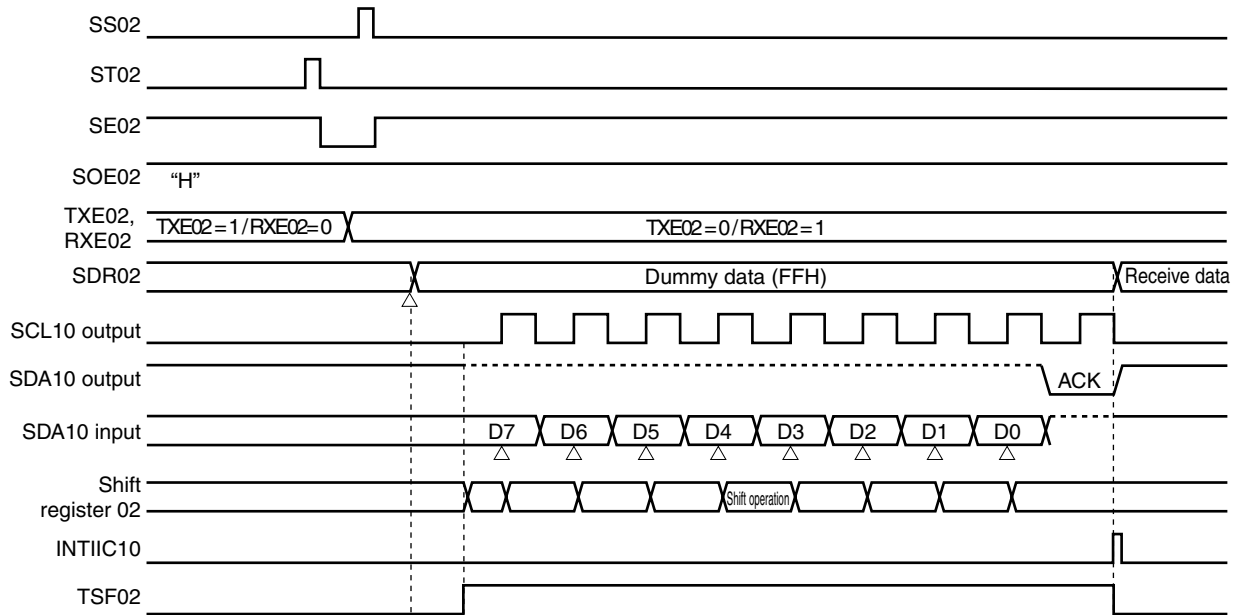 SS02
ST02
SE02
SOE02 “H”
TXE02,
RXE02 TXE02=1/RXE02=0 TXE02=0/RXE02=1
SDR02 Dummy data (FFH) Receive data
SCL10 output
SDA10 output ACK
SDA10 input D7 D6 D5 D4 D3 D2 D1 D0
Shift
register 02 Shift operation
INTIIC10
TSF02